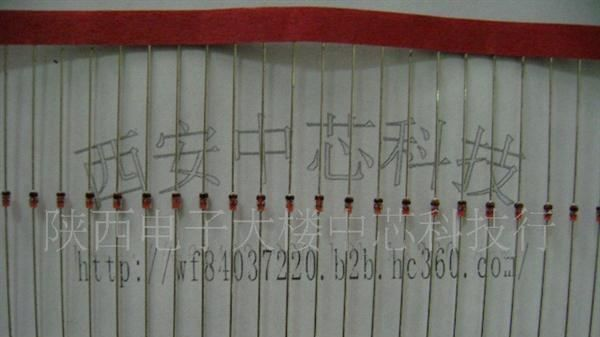 西安中芯科技
陕西电子大楼中芯科技行
http://wf84037220.b2b.hc360.com/